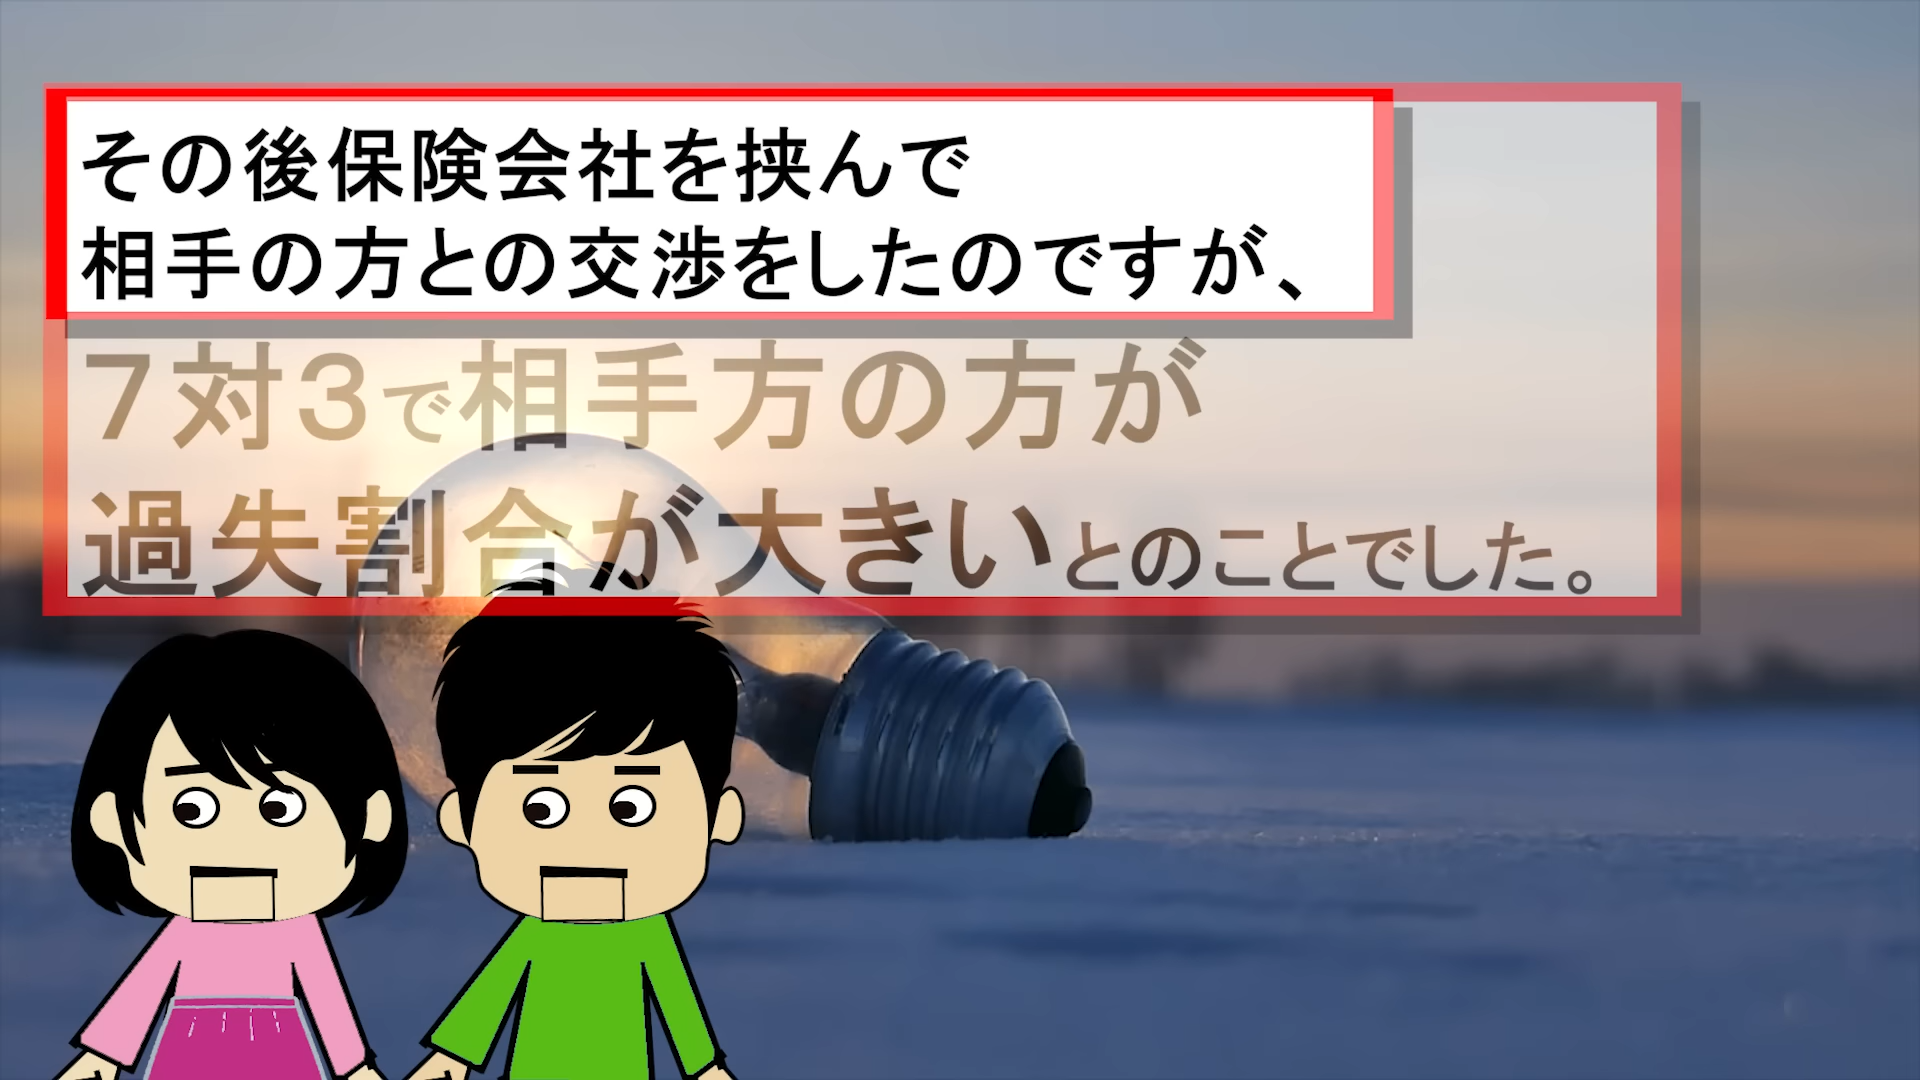 その後保険会社を挟んで
相手の方との交渉をしたのですが、
７対３で相手方の方が
過失割合が大きいとのことでした。